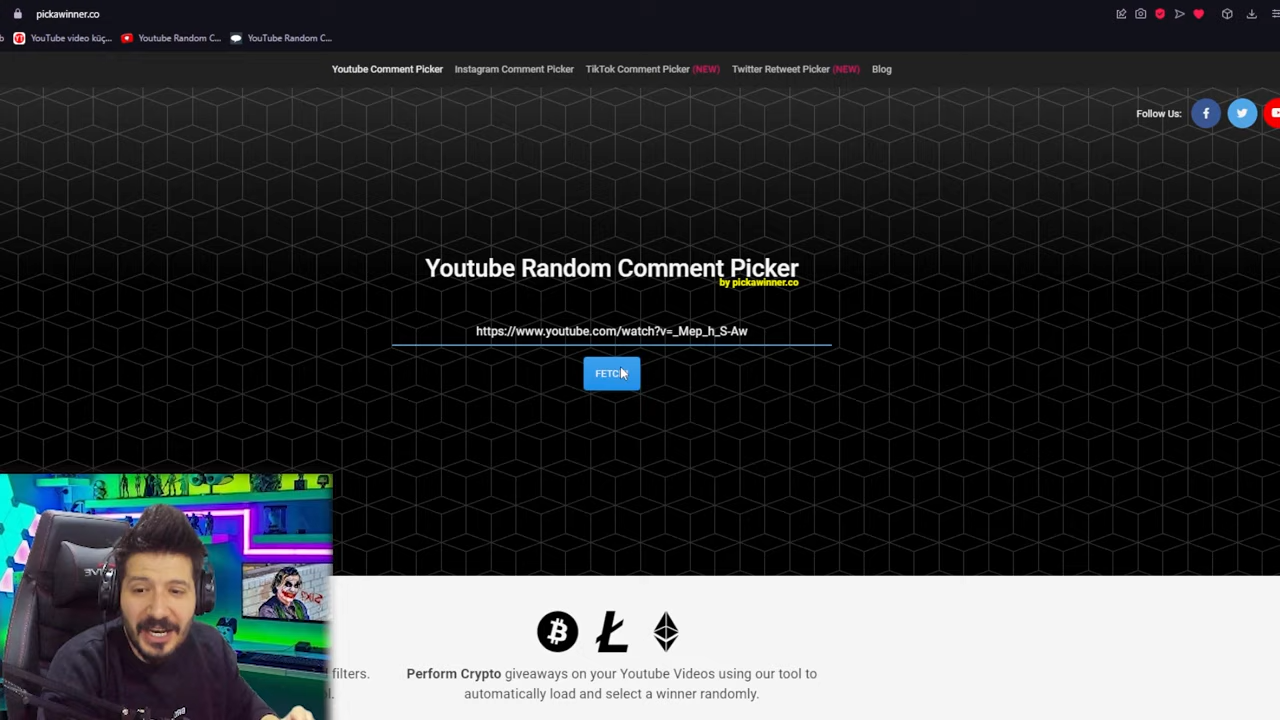 pickawinner.co
YouTube video küç...
YouTube Random C...
YouTube Random C...
Youtube Comment Picker
Instagram Comment Picker
TikTok Comment Picker (NEW)
Twitter Retweet Picker (NEW)
Blog
Follow Us:
Youtube Random Comment Picker
by pickawinner.co
https://www.youtube.com/watch?v=_Mep_h_S-Aw
filters.
Perform Crypto giveaways on your Youtube Videos using our tool to
automatically load and select a winner randomly.